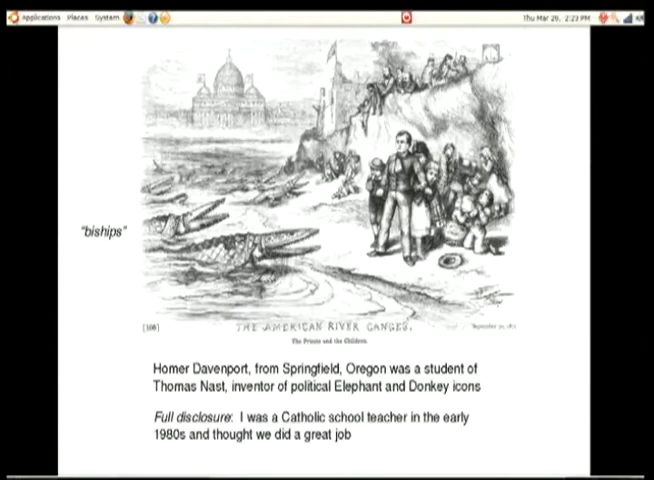 Applications Places System
Thu Mar 29, 2:23 PM
"biships"
[108]
THE AMERICAN RIVER GANGES.
The Priests and the Children.
Homer Davenport, from Springfield, Oregon was a student of
Thomas Nast, inventor of political Elephant and Donkey icons
Full disclosure: I was a Catholic school teacher in the early
1980s and thought we did a great job